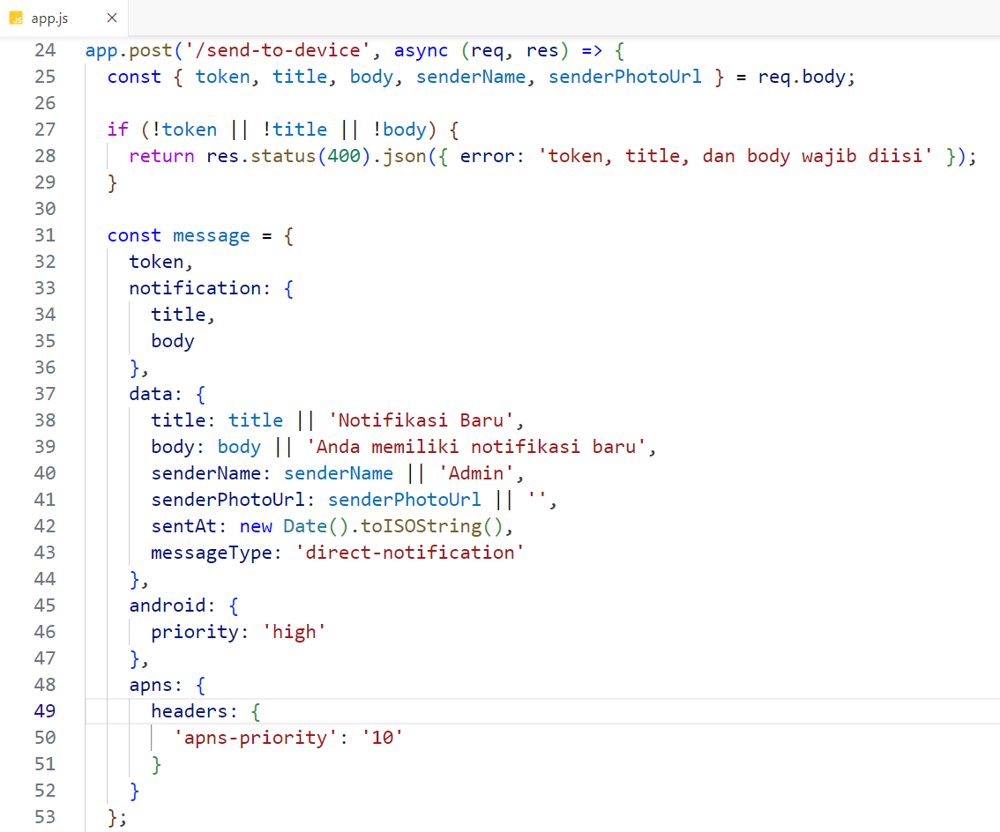 app.js
24 app.post('/send-to-device', async (req, res) => {
25 const { token, title, body, senderName, senderPhotoUrl } = req.body;
26
27 if (!token || !title || !body) {
28 return res.status(400).json({ error: 'token, title, dan body wajib diisi' });
29 }
30
31 const message = {
32 token,
33 notification: {
34 title,
35 body
36 },
37 data: {
38 title: title || 'Notifikasi Baru',
39 body: body || 'Anda memiliki notifikasi baru',
40 senderName: senderName || 'Admin',
41 senderPhotoUrl: senderPhotoUrl || '',
42 sentAt: new Date().toISOString(),
43 messageType: 'direct-notification'
44 },
45 android: {
46 priority: 'high'
47 },
48 apns: {
49 headers: {
50 'apns-priority': '10'
51 }
52 }
53 };